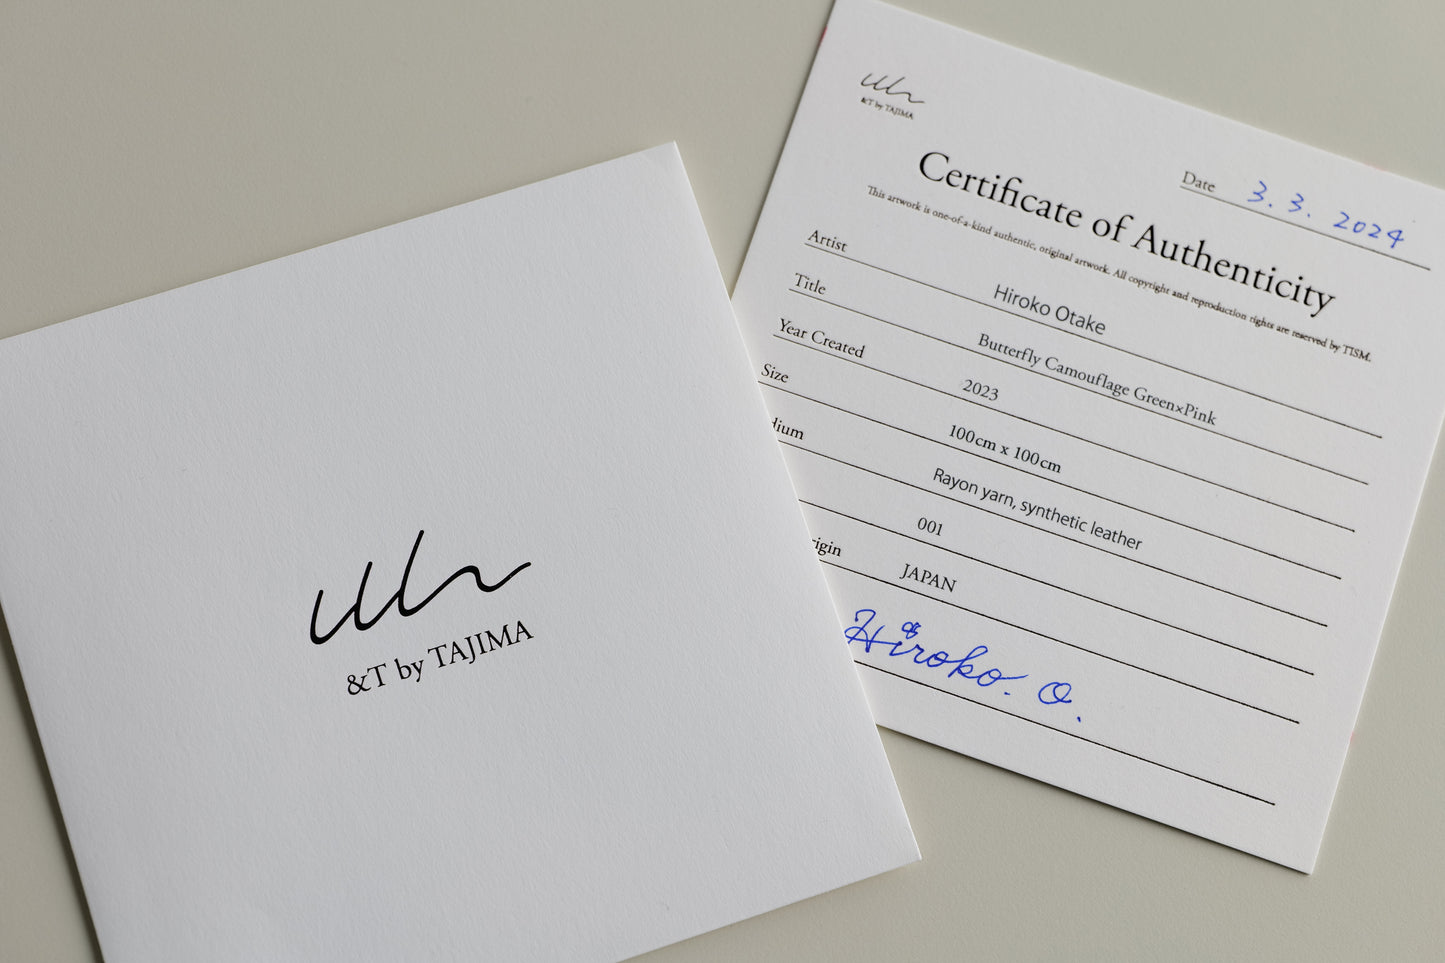 &T by TAJIMA
&T by TAJIMA
Date 3. 3. 2024
Certificate of Authenticity
This artwork is one-of-a-kind authentic, original artwork. All copyright and reproduction rights are reserved by TISM.
Artist Hiroko Otake
Title Butterfly Camouflage Green×Pink
Year Created 2023
Size 100cm x 100cm
dium Rayon yarn, synthetic leather
001
rigin JAPAN
Hiroko. O.